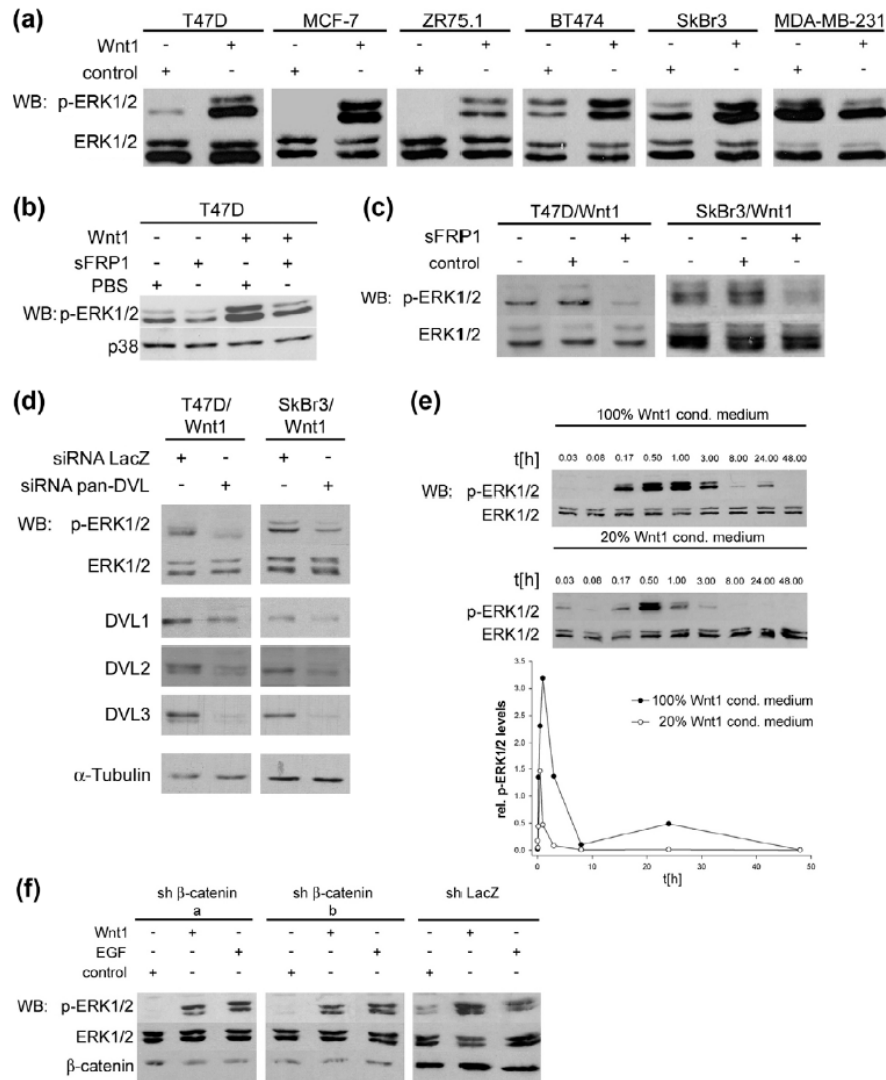 (a)
T47D MCF-7 ZR75.1 BT474 SkBr3 MDA-MB-231
Wnt1 - + - + - + - + - + - +
control + - + - + - + - + - + -
WB: p-ERK1/2
ERK1/2
(b)
T47D
Wnt1 - - + +
sFRP1 - + - +
PBS + - + -
WB: p-ERK1/2
p38
(c)
T47D/Wnt1 SkBr3/Wnt1
sFRP1 - - + - - +
control - + - - + -
WB: p-ERK1/2
ERK1/2
(d)
T47D/ SkBr3/
Wnt1 Wnt1
siRNA LacZ + - + -
siRNA pan-DVL - + - +
WB: p-ERK1/2
ERK1/2
DVL1
DVL2
DVL3
α-Tubulin
(e)
100% Wnt1 cond. medium
t[h] 0.03 0.08 0.17 0.50 1.00 3.00 8.00 24.00 48.00
WB: p-ERK1/2
ERK1/2
20% Wnt1 cond. medium
t[h] 0.03 0.08 0.17 0.50 1.00 3.00 8.00 24.00 48.00
p-ERK1/2
ERK1/2
3.5
3.0
2.5
2.0
1.5
1.0
0.5
0.0
rel. p-ERK1/2 levels
100% Wnt1 cond. medium
20% Wnt1 cond. medium
0 10 20 30 40 50
t[h]
(f)
sh β-catenin sh β-catenin sh LacZ
a b
Wnt1 - + - - + - - + -
EGF - - + - - + - - +
control + - - + - - + - -
WB: p-ERK1/2
ERK1/2
β-catenin